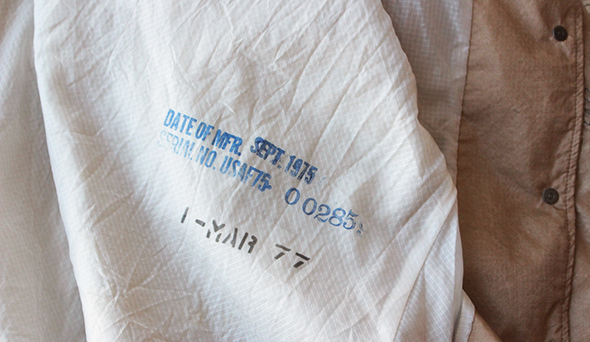 DATE OF MFR. SEPT. 1975
SERIAL NO. USAF75- 00285
1-MAR 77